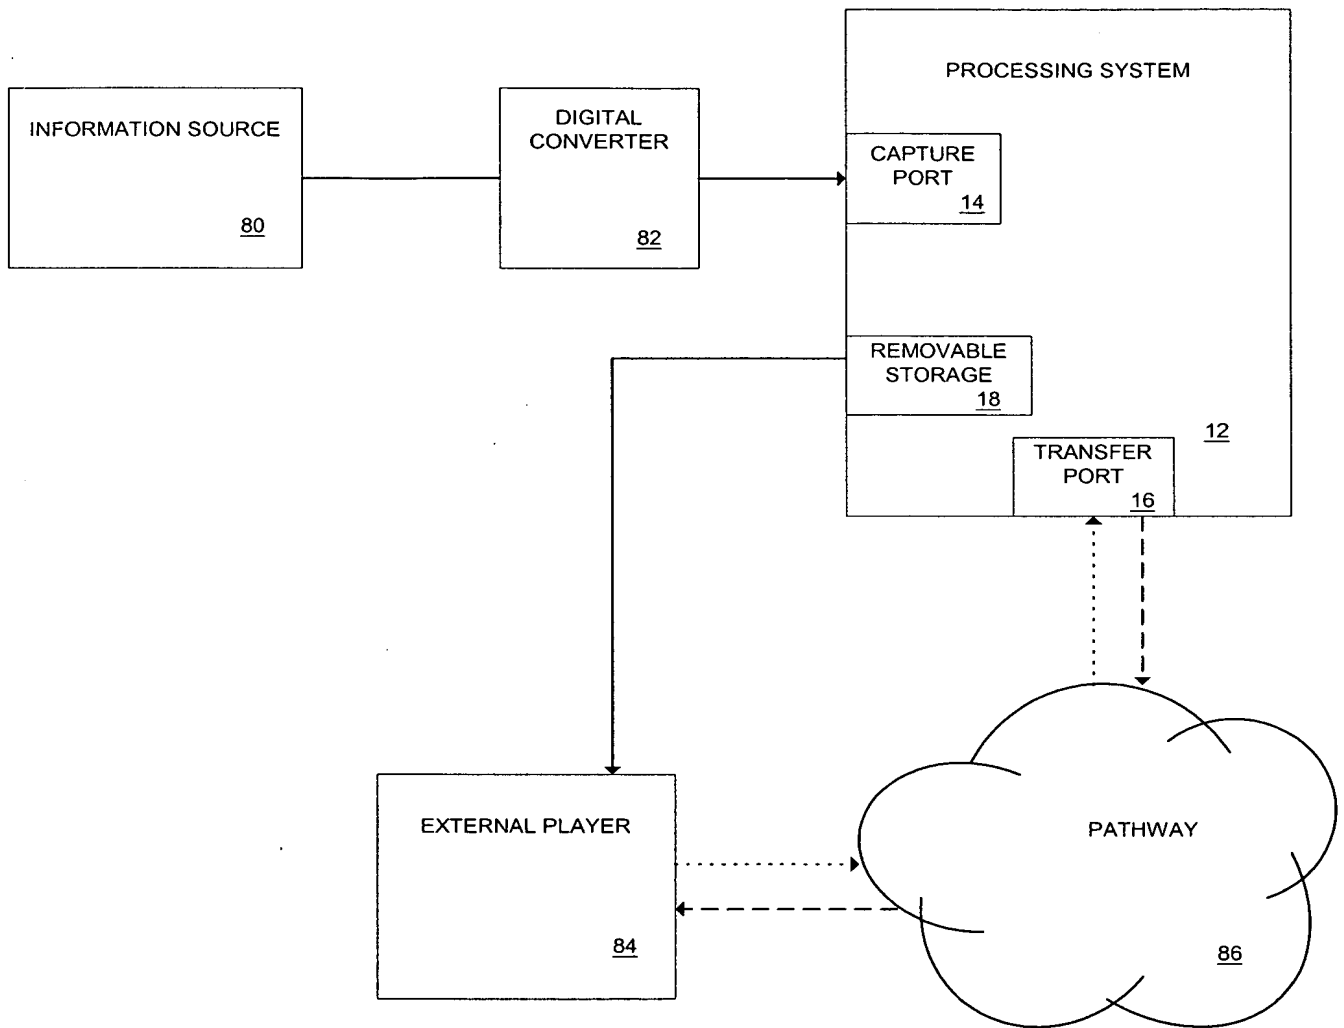 PROCESSING SYSTEM
INFORMATION SOURCE
80
DIGITAL
CONVERTER
82
CAPTURE
PORT
14
REMOVABLE
STORAGE
18
12
TRANSFER
PORT
16
EXTERNAL PLAYER
84
PATHWAY
86